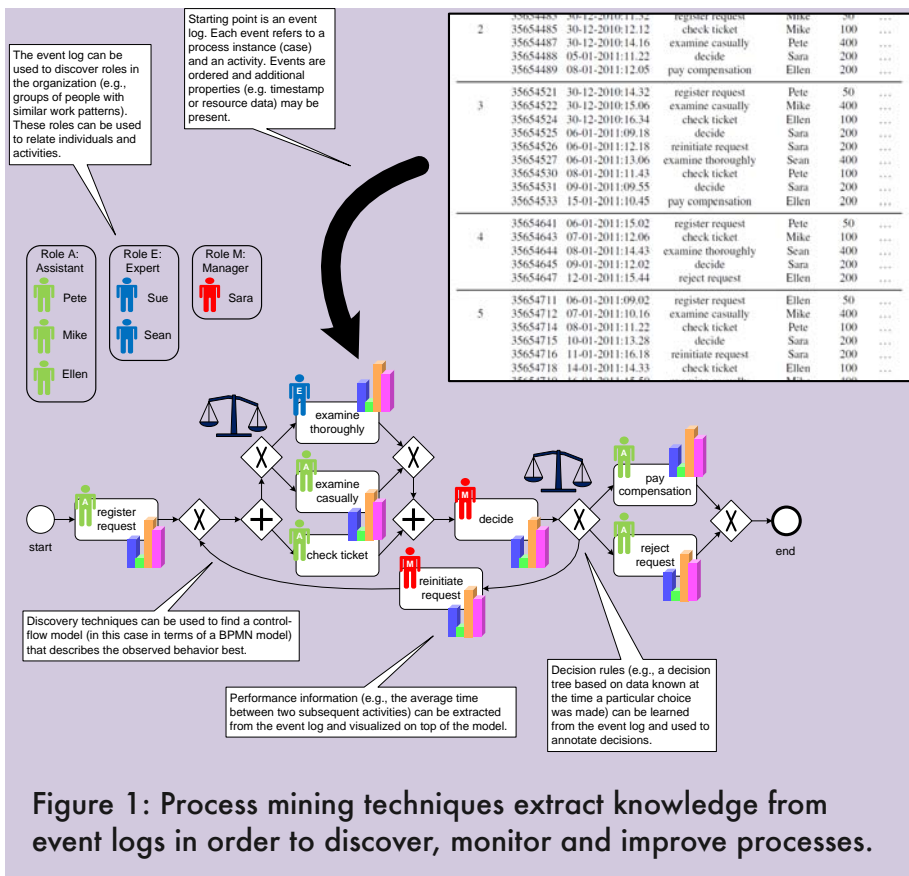 The event log can be
used to discover roles in
the organization (e.g.,
groups of people with
similar work patterns).
These roles can be used
to relate individuals and
activities.
Starting point is an event
log. Each event refers to a
process instance (case)
and an activity. Events are
ordered and additional
properties (e.g. timestamp
or resource data) may be
present.
35654483 30-12-2010:11.32 register request Mike 50 ...
2 35654485 30-12-2010:12.12 check ticket Mike 100 ...
35654487 30-12-2010:14.16 examine casually Pete 400 ...
35654488 05-01-2011:11.22 decide Sara 200 ...
35654489 08-01-2011:12.05 pay compensation Ellen 200 ...
35654521 30-12-2010:14.32 register request Pete 50 ...
3 35654522 30-12-2010:15.06 examine casually Mike 400 ...
35654524 30-12-2010:16.34 check ticket Ellen 100 ...
35654525 06-01-2011:09.18 decide Sara 200 ...
35654526 06-01-2011:12.18 reinitiate request Sara 200 ...
35654527 06-01-2011:13.06 examine thoroughly Sean 400 ...
35654530 08-01-2011:11.43 check ticket Pete 100 ...
35654531 09-01-2011:09.55 decide Sara 200 ...
35654533 15-01-2011:10.45 pay compensation Ellen 200 ...
35654641 06-01-2011:15.02 register request Pete 50 ...
4 35654643 07-01-2011:12.06 check ticket Mike 100 ...
35654644 08-01-2011:14.43 examine thoroughly Sean 400 ...
35654645 09-01-2011:12.02 decide Sara 200 ...
35654647 12-01-2011:15.44 reject request Ellen 200 ...
35654711 06-01-2011:09.02 register request Ellen 50 ...
5 35654712 07-01-2011:10.16 examine casually Mike 400 ...
35654714 08-01-2011:11.22 check ticket Pete 100 ...
35654715 10-01-2011:13.28 decide Sara 200 ...
35654716 11-01-2011:16.18 reinitiate request Sara 200 ...
35654718 14-01-2011:14.33 check ticket Ellen 100 ...
Role A:
Assistant
Pete
Mike
Ellen
Role E:
Expert
Sue
Sean
Role M:
Manager
Sara
start
A
register
request
X
+
X
E
examine
thoroughly
A
examine
casually
A
check ticket
X
+
M
decide
M
reinitiate
request
X
A
pay
compensation
A
reject
request
X
end
Discovery techniques can be used to find a control-
flow model (in this case in terms of a BPMN model)
that describes the observed behavior best.
Performance information (e.g., the average time
between two subsequent activities) can be extracted
from the event log and visualized on top of the model.
Decision rules (e.g., a decision
tree based on data known at
the time a particular choice
was made) can be learned
from the event log and used to
annotate decisions.
Figure 1: Process mining techniques extract knowledge from
event logs in order to discover, monitor and improve processes.